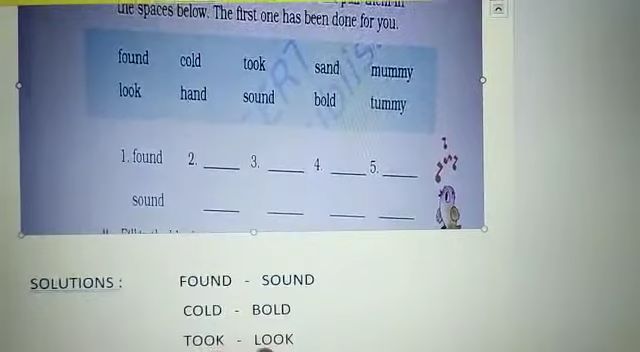 the spaces below. The first one has been done for you.
found cold took sand mummy
look hand sound bold tummy
1. found 2. ____ 3. ____ 4. ____ 5. ____
sound ____ ____ ____ ____
SOLUTIONS : FOUND - SOUND
COLD - BOLD
TOOK - LOOK